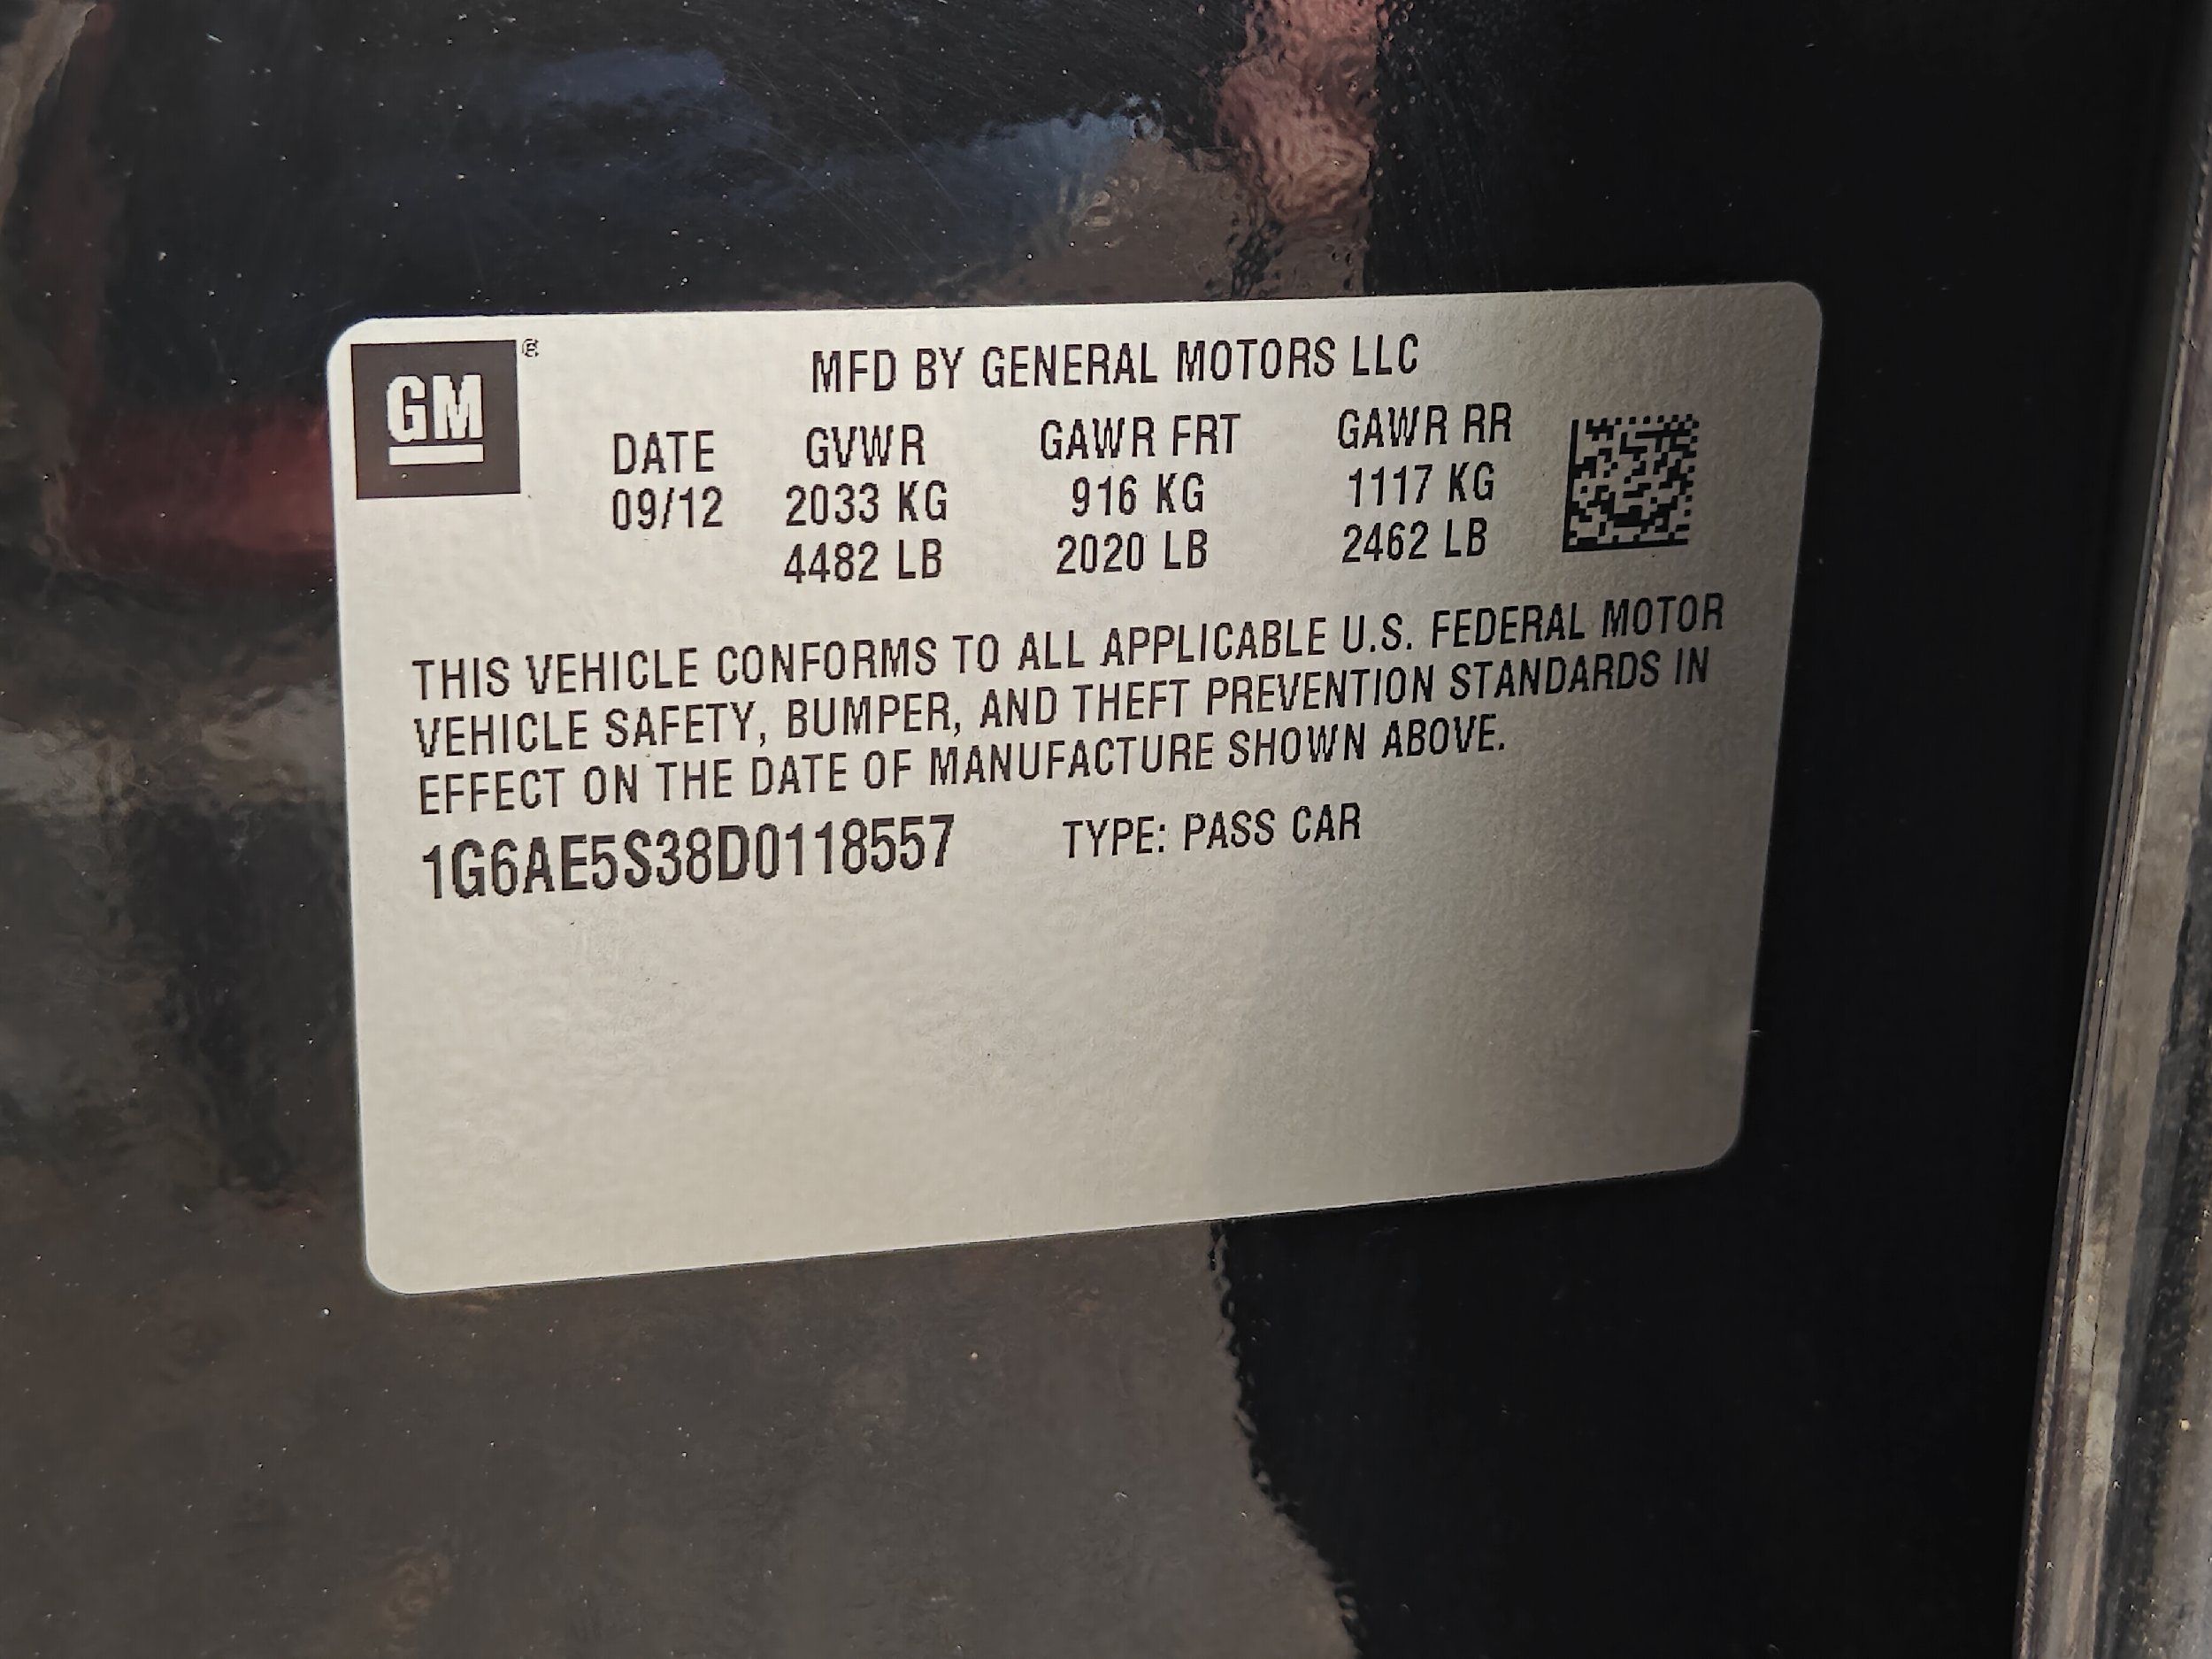 GM ®
MFD BY GENERAL MOTORS LLC
DATE GVWR GAWR FRT GAWR RR
09/12 2033 KG 916 KG 1117 KG
4482 LB 2020 LB 2462 LB
THIS VEHICLE CONFORMS TO ALL APPLICABLE U.S. FEDERAL MOTOR
VEHICLE SAFETY, BUMPER, AND THEFT PREVENTION STANDARDS IN
EFFECT ON THE DATE OF MANUFACTURE SHOWN ABOVE.
1G6AE5S38D0118557 TYPE: PASS CAR